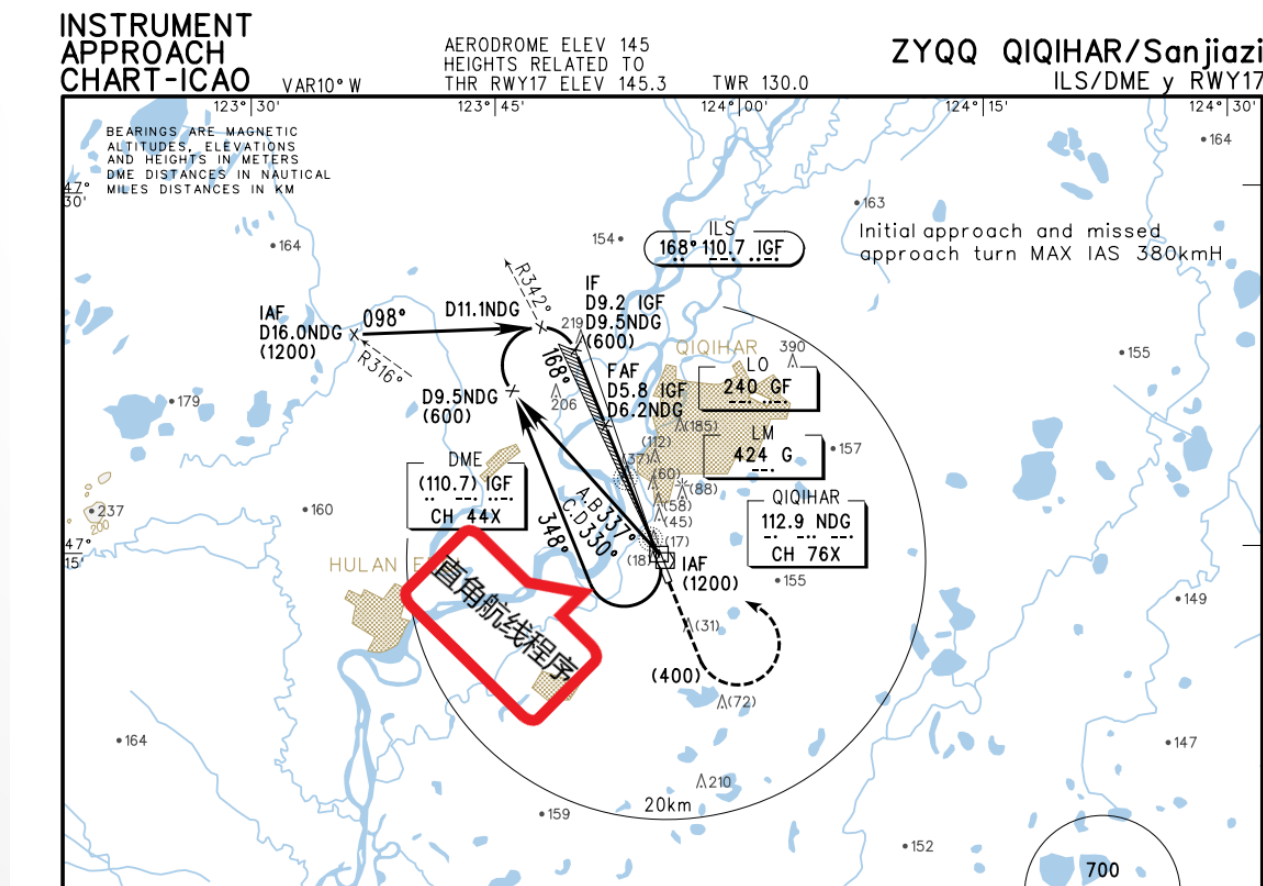 INSTRUMENT
APPROACH
CHART-ICAO
VAR10° W
AERODROME ELEV 145
HEIGHTS RELATED TO
THR RWY17 ELEV 145.3
TWR 130.0
ZYQQ QIQIHAR/Sanjiazi
ILS/DME y RWY17
123°30'
123°45'
124°00'
124°15'
124°30'
BEARINGS ARE MAGNETIC
ALTITUDES, ELEVATIONS
AND HEIGHTS IN METERS
DME DISTANCES IN NAUTICAL
MILES DISTANCES IN KM
47°
30'
164
163
Initial approach and missed
approach turn MAX IAS 380kmH
164
154
ILS
168° 110.7 IGF
R342°
IF
D9.2 IGF
D9.5NDG
(600)
219
IAF
D16.0NDG
(1200)
098°
D11.1NDG
R316°
168°
QIQIHAR
390
155
LO
240 GF
FAF
D5.8 IGF
D6.2NDG
D9.5NDG
(600)
206
179
(185)
LM
424 G
157
(112)
(37)
(60)
(88)
(58)
(45)
(17)
(18)
DME
(110.7) IGF
CH 44X
A.B337°
C.D330°
348°
QIQIHAR
112.9 NDG
CH 76X
237
200
160
47°
15'
IAF
(1200)
155
149
HULAN E
直角航线程序
(31)
(400)
(72)
164
147
210
20km
159
152
700